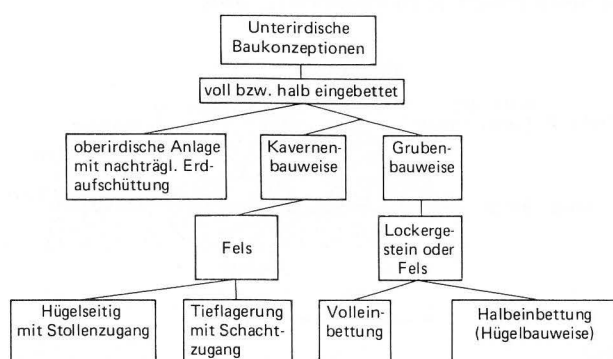 Unterirdische
Baukonzeptionen
voll bzw. halb eingebettet
oberirdische Anlage
mit nachträgl. Erd-
aufschüttung
Kavernen-
bauweise
Gruben-
bauweise
Fels
Lockerge-
stein oder
Fels
Hügelseitig
mit Stollenzugang
Tieflagerung
mit Schacht-
zugang
Vollein-
bettung
Halbeinbettung
(Hügelbauweise)